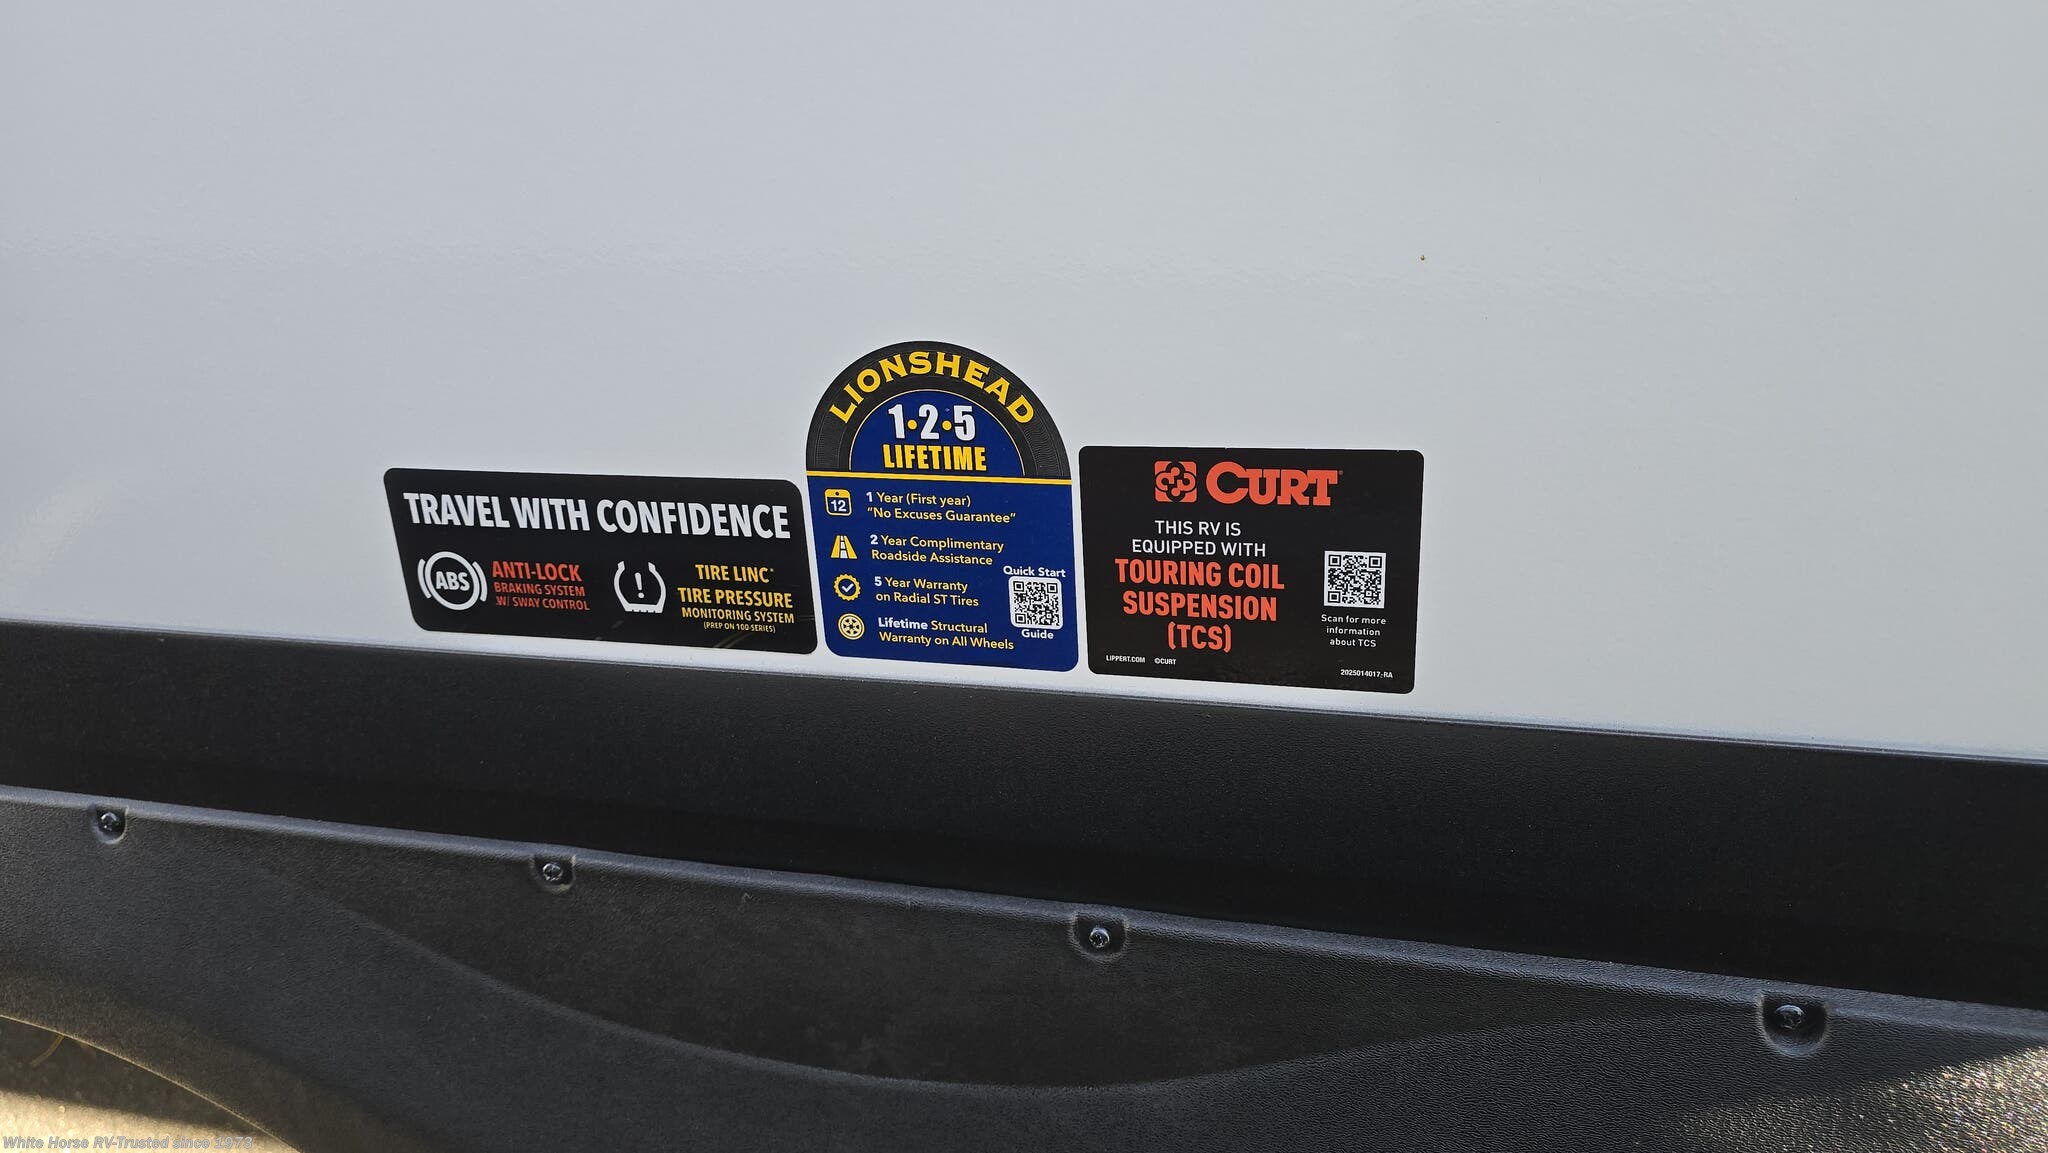 TRAVEL WITH CONFIDENCE
ABS
ANTI-LOCK
BRAKING SYSTEM
W/ SWAY CONTROL
TIRE LINC
TIRE PRESSURE
MONITORING SYSTEM
(PREP ON 100-SERIES)
LIONSHEAD
1•2•5
LIFETIME
12
1 Year (First year)
"No Excuses Guarantee"
2 Year Complimentary
Roadside Assistance
5 Year Warranty
on Radial ST Tires
Lifetime Structural
Warranty on All Wheels
Quick Start
Guide
CURT
THIS RV IS
EQUIPPED WITH
TOURING COIL
SUSPENSION
(TCS)
Scan for more
information
about TCS
LIPPERT.COM ©CURT
2025014017-RA
White Horse RV-Trusted since 1973